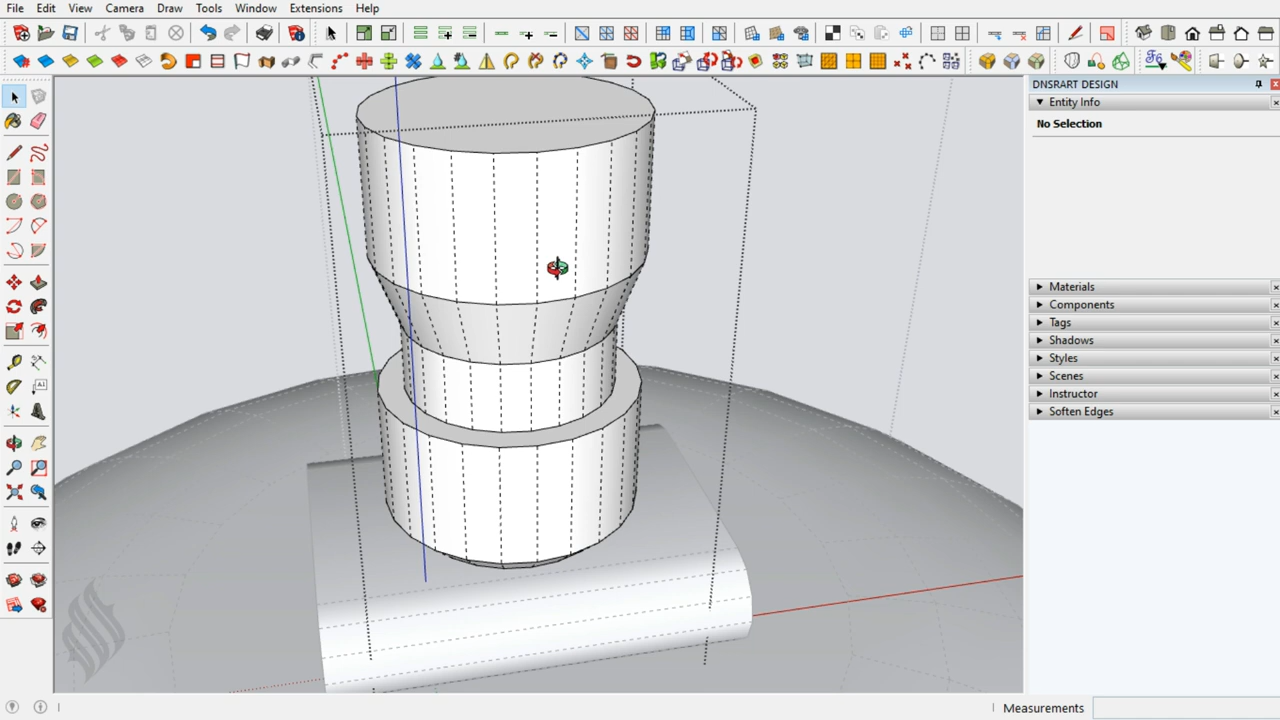 File Edit View Camera Draw Tools Window Extensions Help
DNSRART DESIGN
Entity Info
No Selection
Materials
Components
Tags
Shadows
Styles
Scenes
Instructor
Soften Edges
Measurements